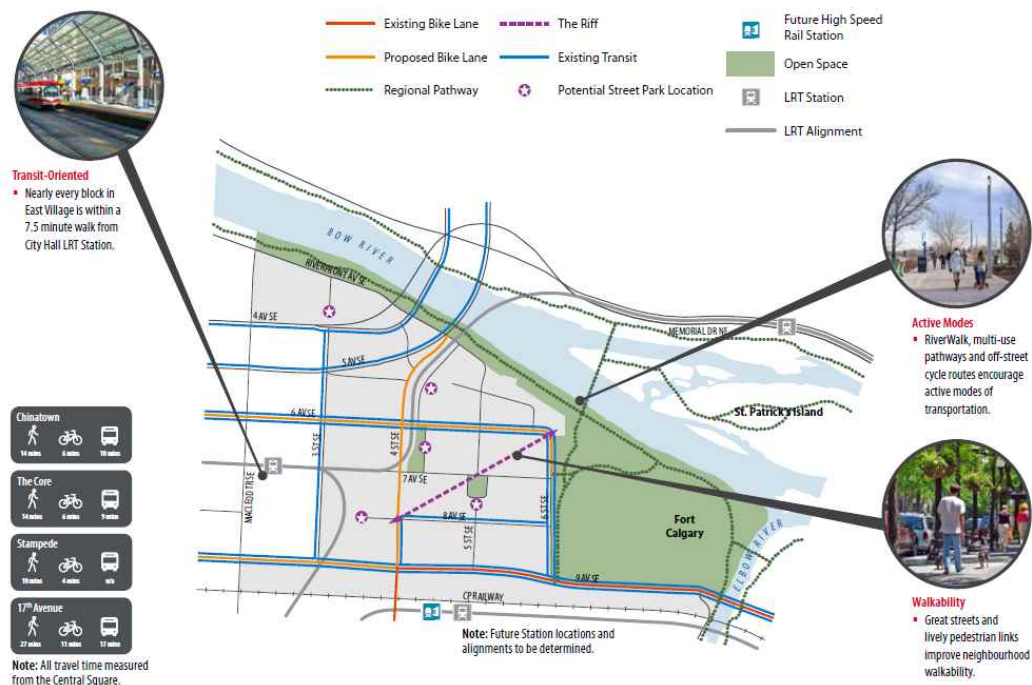 Existing Bike Lane
The Riff
Future High Speed
Rail Station
Proposed Bike Lane
Existing Transit
Open Space
Regional Pathway
Potential Street Park Location
LRT Station
LRT Alignment
Transit-Oriented
Nearly every block in
East Village is within a
7.5 minute walk from
City Hall LRT Station.
BOW RIVER
RIVERFRONT AV SE
4 AV SE
5 AV SE
6 AV SE
3 ST SE
4 ST SE
7 AV SE
MACLEOD TR SE
8 AV SE
5 ST SE
6 ST SE
9 AV SE
CP RAILWAY
MEMORIAL DR NE
St. Patrick's Island
Fort
Calgary
ELBOW RIVER
Note: Future Station locations and
alignments to be determined.
Active Modes
RiverWalk, multi-use
pathways and off-street
cycle routes encourage
active modes of
transportation.
Walkability
Great streets and
lively pedestrian links
improve neighbourhood
walkability.
Chinatown
14 mins 6 mins 10 mins
The Core
14 mins 6 mins 9 mins
Stampede
10 mins 4 mins n/a
17th Avenue
27 mins 11 mins 17 mins
Note: All travel time measured
from the Central Square.